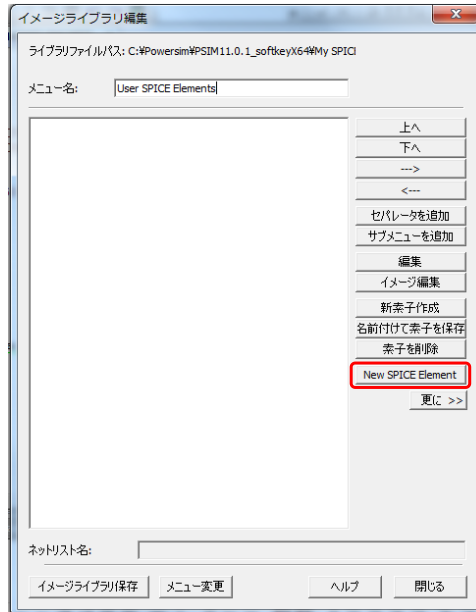 イメージライブラリ編集
ライブラリファイルパス: C:¥Powersim¥PSIM11.0.1_softkeyX64¥My SPICI
メニュー名: User SPICE Elements
上へ
下へ
--->
<---
セパレータを追加
サブメニューを追加
編集
イメージ編集
新素子作成
名前付けて素子を保存
素子を削除
New SPICE Element
更に >>
ネットリスト名:
イメージライブラリ保存 メニュー変更 ヘルプ 閉じる